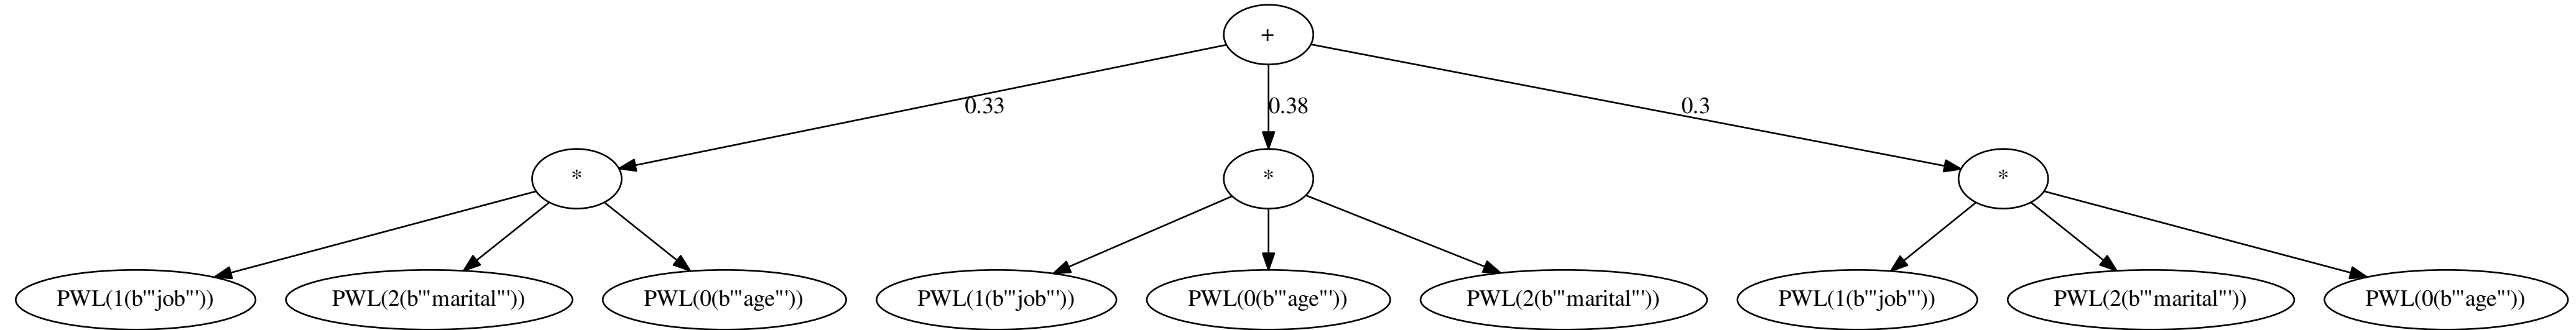 +
0.33
0.38
0.3
*
*
*
PWL(1(b'"job"'))
PWL(2(b'"marital"'))
PWL(0(b'"age"'))
PWL(1(b'"job"'))
PWL(0(b'"age"'))
PWL(2(b'"marital"'))
PWL(1(b'"job"'))
PWL(2(b'"marital"'))
PWL(0(b'"age"'))